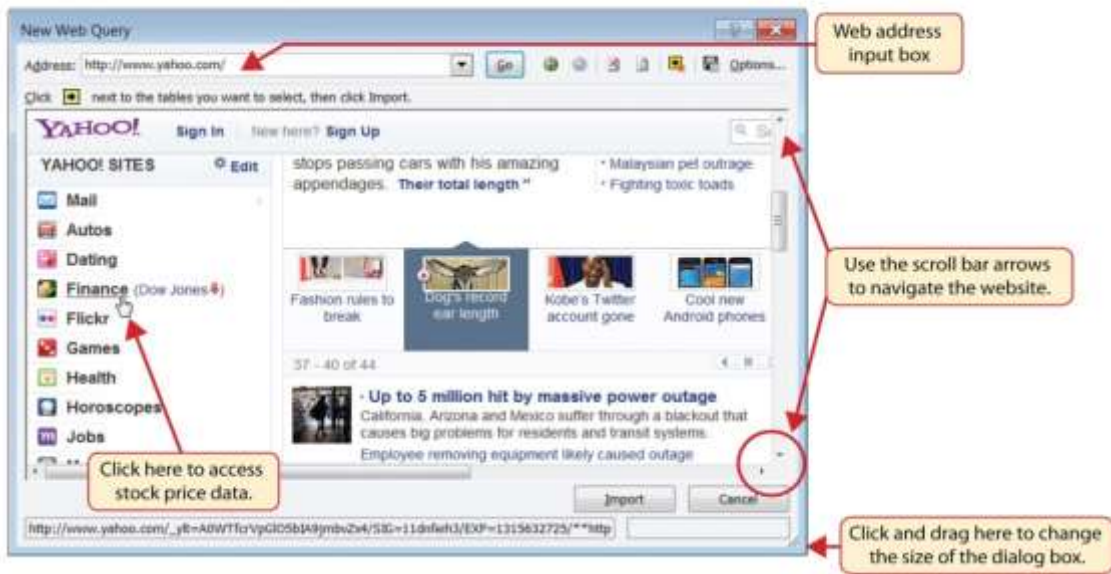 New Web Query
Web address
input box
Address: http://www.yahoo.com/
Go
Options...
Click next to the tables you want to select, then click Import.
YAHOO! Sign In New here? Sign Up
YAHOO! SITES Edit
Mail
Autos
Dating
Finance (Dow Jones)
Flickr
Games
Health
Horoscopes
Jobs
stops passing cars with his amazing
appendages. Their total length "
· Malaysian pet outrage
· Fighting toxic toads
Fashion rules to
break
Dog's record
ear length
Kobe's Twitter
account gone
Cool new
Android phones
37 - 40 of 44
· Up to 5 million hit by massive power outage
California, Arizona and Mexico suffer through a blackout that
causes big problems for residents and transit systems.
Employee removing equipment likely caused outage
Use the scroll bar arrows
to navigate the website.
Click here to access
stock price data.
Import
Cancel
Click and drag here to change
the size of the dialog box.